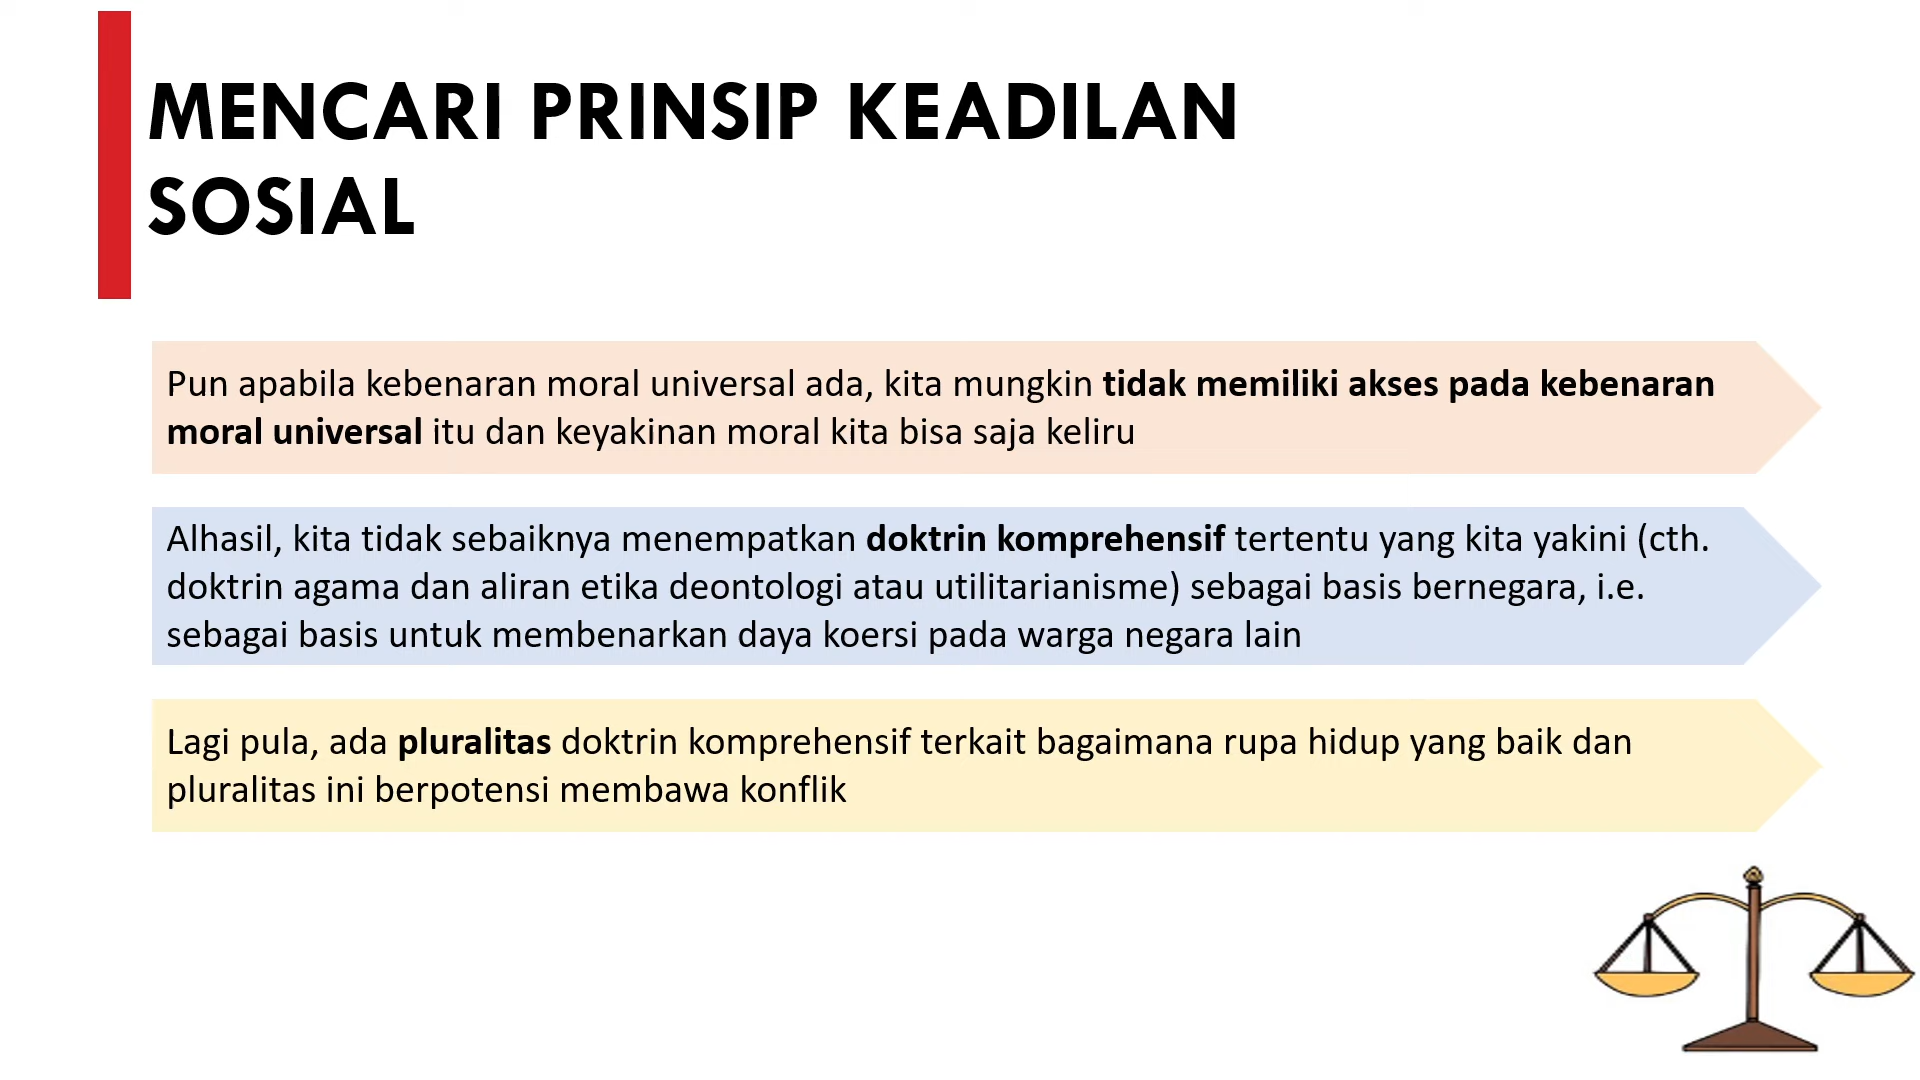 MENCARI PRINSIP KEADILAN
SOSIAL
Pun apabila kebenaran moral universal ada, kita mungkin tidak memiliki akses pada kebenaran
moral universal itu dan keyakinan moral kita bisa saja keliru
Alhasil, kita tidak sebaiknya menempatkan doktrin komprehensif tertentu yang kita yakini (cth.
doktrin agama dan aliran etika deontologi atau utilitarianisme) sebagai basis bernegara, i.e.
sebagai basis untuk membenarkan daya koersi pada warga negara lain
Lagi pula, ada pluralitas doktrin komprehensif terkait bagaimana rupa hidup yang baik dan
pluralitas ini berpotensi membawa konflik